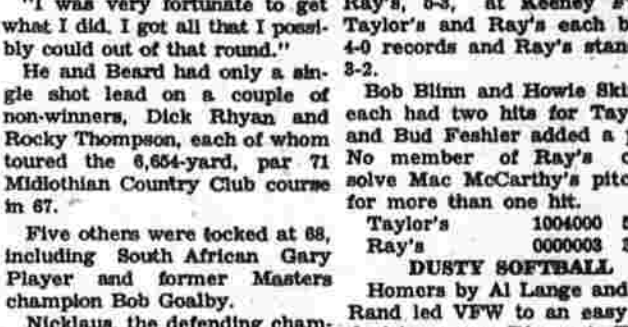 "I was very fortunate to get
what I did. I got all that I possi-
bly could out of that round."
He and Beard had only a sin-
gle shot lead on a couple of
non-winners, Dick Rhyan and
Rocky Thompson, each of whom
toured the 6,654-yard, par 71
Midlothian Country Club course
in 67.
Five others were locked at 68,
including South African Gary
Player and former Masters
champion Bob Goalby.
Nicklaus, the defending cham-
Ray's, 5-3, at Keeney
Taylor's and Ray's each
4-0 records and Ray's
3-2.
Bob Blinn and Howie
each had two hits for
and Bud Feshler added a
No member of Ray's
solve Mac McCarthy's
for more than one hit.
Taylor's 1004000
Ray's 0000003
DUSTY SOFTBALL
Homers by Al Lange and
Rand led VFW to an easy